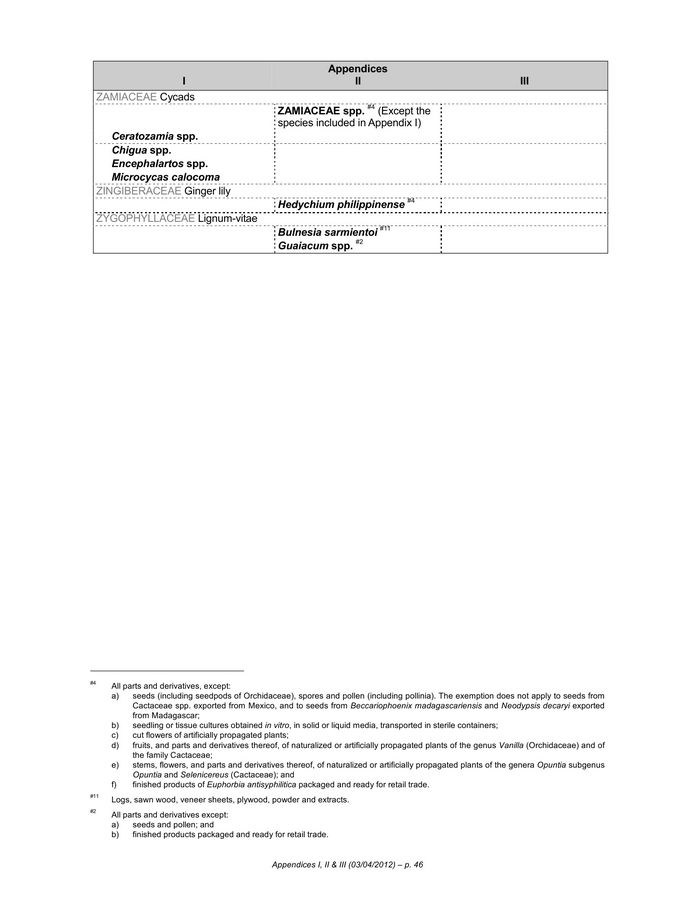 Appendices
I II III
ZAMIACEAE Cycads
ZAMIACEAE spp. #4 (Except the
species included in Appendix I)
Ceratozamia spp.
Chigua spp.
Encephalartos spp.
Microcycas calocoma
ZINGIBERACEAE Ginger lily
Hedychium philippinense #4
ZYGOPHYLLACEAE Lignum-vitae
Bulnesia sarmientoi #11
Guaiacum spp. #2
#4 All parts and derivatives, except:
a) seeds (including seedpods of Orchidaceae), spores and pollen (including pollinia). The exemption does not apply to seeds from
Cactaceae spp. exported from Mexico, and to seeds from Beccariophoenix madagascariensis and Neodypsis decaryi exported
from Madagascar;
b) seedling or tissue cultures obtained in vitro, in solid or liquid media, transported in sterile containers;
c) cut flowers of artificially propagated plants;
d) fruits, and parts and derivatives thereof, of naturalized or artificially propagated plants of the genus Vanilla (Orchidaceae) and of
the family Cactaceae;
e) stems, flowers, and parts and derivatives thereof, of naturalized or artificially propagated plants of the genera Opuntia subgenus
Opuntia and Selenicereus (Cactaceae); and
f) finished products of Euphorbia antisyphilitica packaged and ready for retail trade.
#11 Logs, sawn wood, veneer sheets, plywood, powder and extracts.
#2 All parts and derivatives except:
a) seeds and pollen; and
b) finished products packaged and ready for retail trade.
Appendices I, II & III (03/04/2012) – p. 46